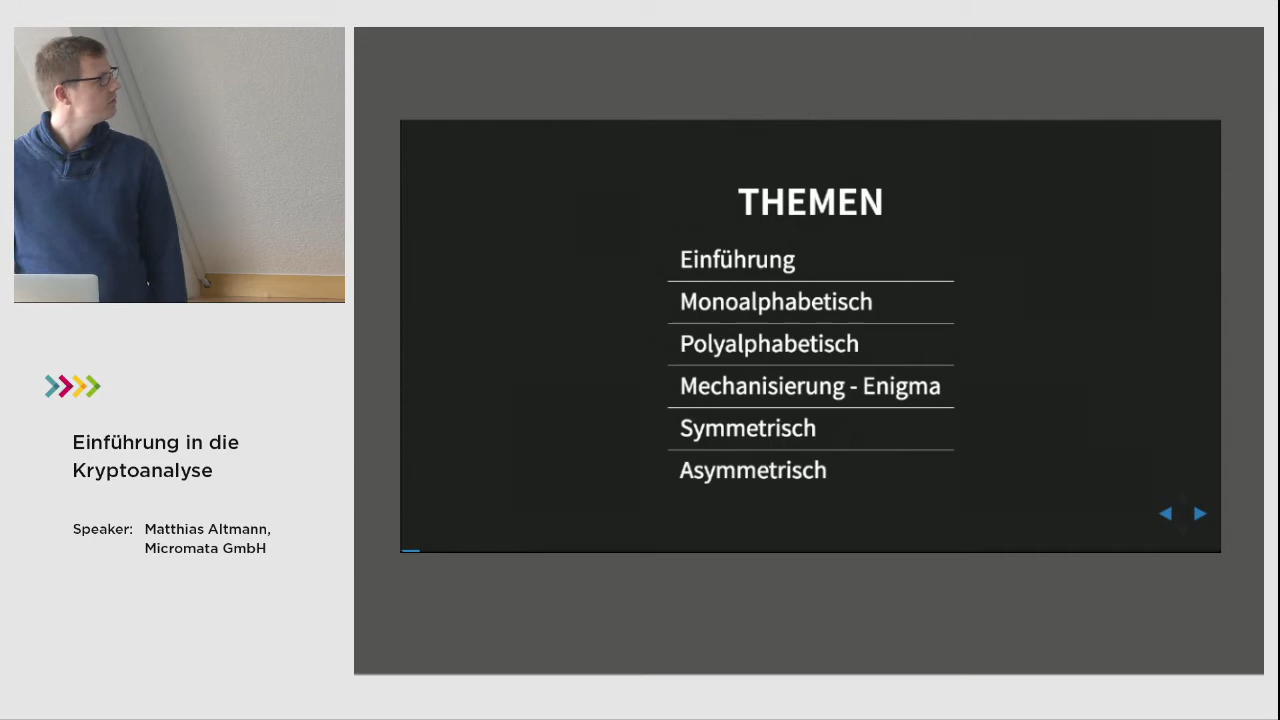 THEMEN
Einführung
Monoalphabetisch
Polyalphabetisch
Mechanisierung - Enigma
Symmetrisch
Asymmetrisch
Einführung in die
Kryptoanalyse
Speaker: Matthias Altmann,
Micromata GmbH